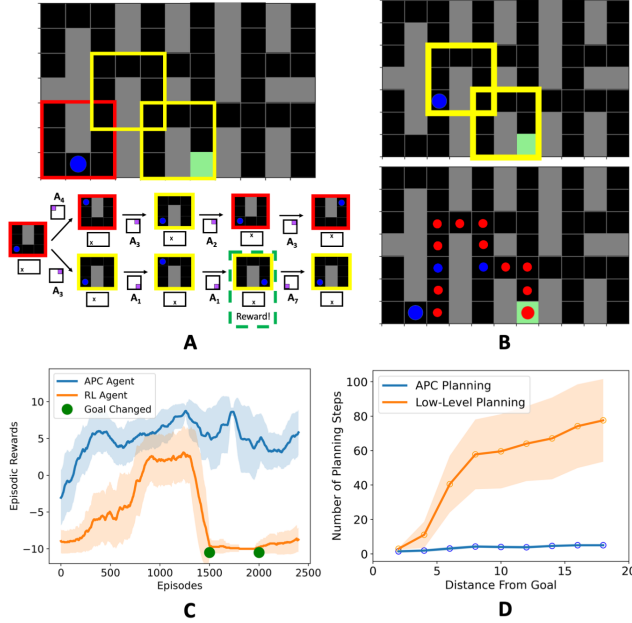 A₄
A₃
A₂
A₃
x
x
x
x
x
A₃
A₁
A₁
A₇
x
x
x
x
Reward!
A
B
APC Agent
RL Agent
Goal Changed
Episodic Rewards
10
5
0
−5
−10
0
500
1000
1500
2000
2500
Episodes
C
APC Planning
Low-Level Planning
Number of Planning Steps
100
80
60
40
20
0
0
5
10
15
20
Distance From Goal
D